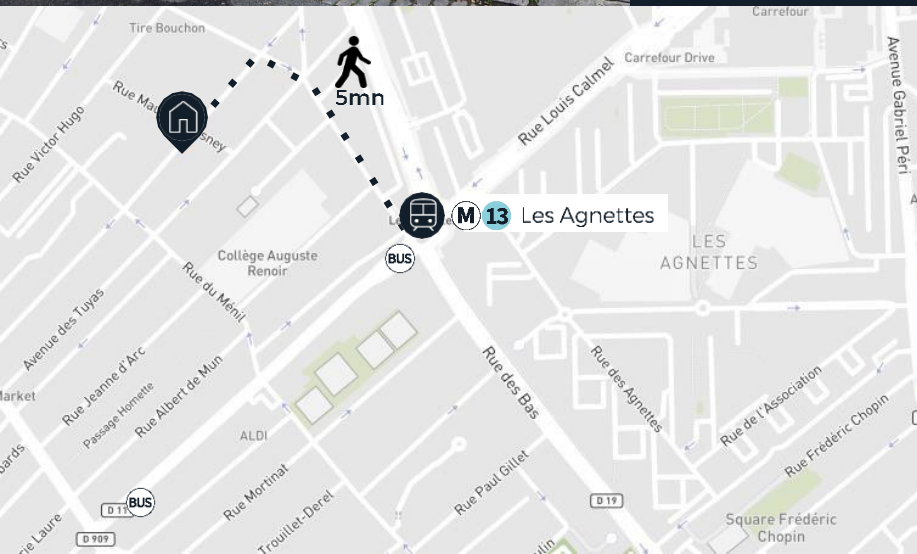 Tire Bouchon
Carrefour
Carrefour Drive
Avenue Gabriel Péri
5mn
Rue Louis Calmel
Rue Victor Hugo
M 13 Les Agnettes
LES
AGNETTES
BUS
Collège Auguste
Renoir
Rue du Ménil
Avenue des Tuyas
Rue Jeanne d'Arc
Passage Homette
Rue Albert de Mun
Rue des Bas
Rue des Agnettes
Rue de l'Association
Rue Frédéric Chopin
ALDI
Rue Mortinat
Rue Paul Gillet
BUS
D 19
D 909
Trouillet-Derel
Square Frédéric
Chopin